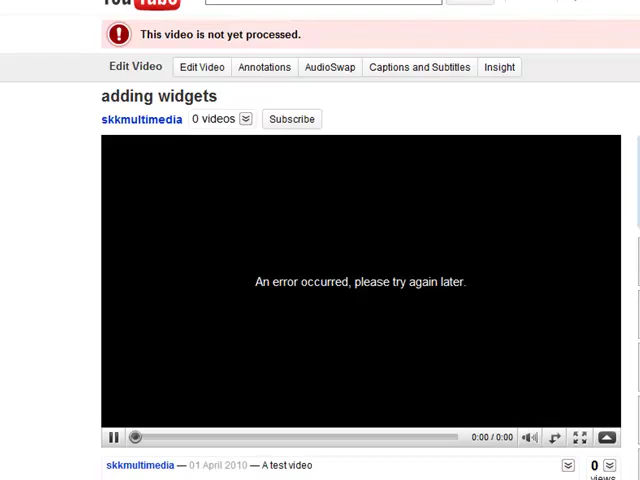 YouTube
This video is not yet processed.
Edit Video
Edit Video
Annotations
AudioSwap
Captions and Subtitles
Insight
adding widgets
skkmultimedia 0 videos Subscribe
An error occurred, please try again later.
0:00 / 0:00
skkmultimedia — 01 April 2010 — A test video
0
views